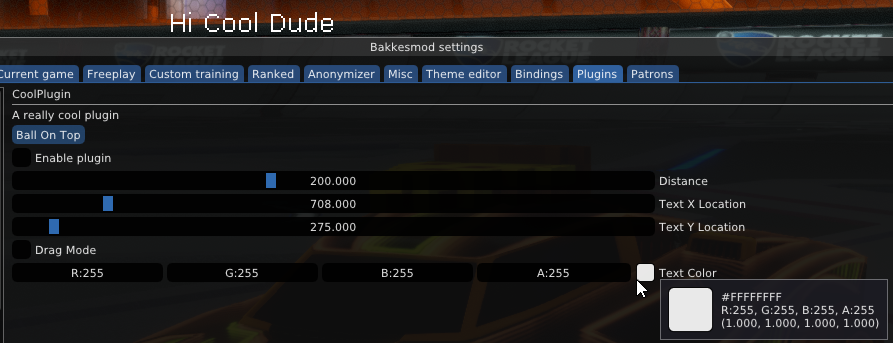 Hi Cool Dude
Bakkesmod settings
Current game Freeplay Custom training Ranked Anonymizer Misc Theme editor Bindings Plugins Patrons
CoolPlugin
A really cool plugin
Ball On Top
Enable plugin
200.000 Distance
708.000 Text X Location
275.000 Text Y Location
Drag Mode
R:255 G:255 B:255 A:255 Text Color
#FFFFFFFF
R:255, G:255, B:255, A:255
(1.000, 1.000, 1.000, 1.000)
ROCKET
LEAGUE